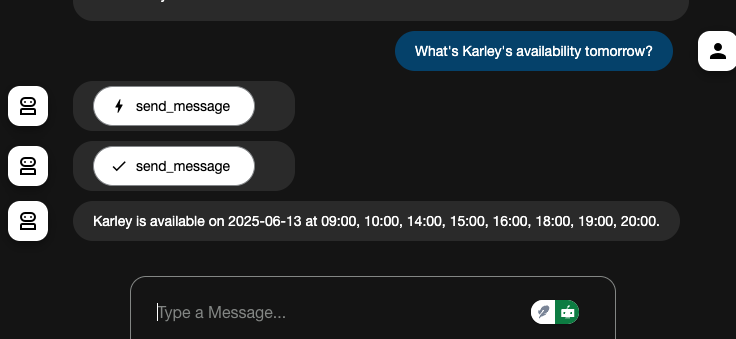 What's Karley's availability tomorrow?
send_message
send_message
Karley is available on 2025-06-13 at 09:00, 10:00, 14:00, 15:00, 16:00, 18:00, 19:00, 20:00.
Type a Message...